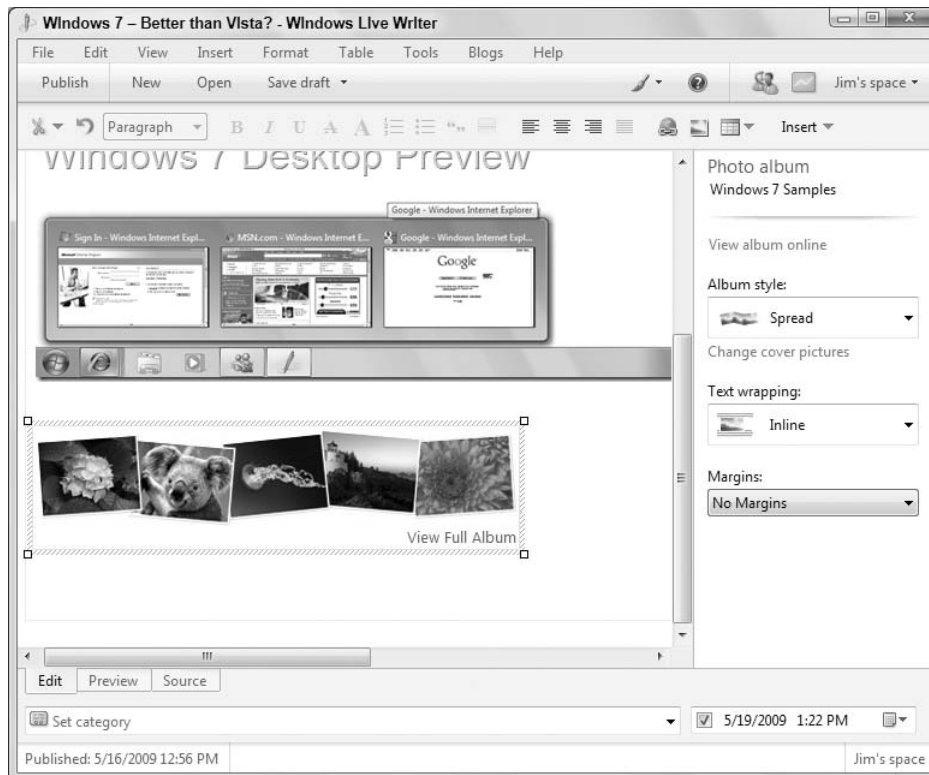 WIndows 7 – Better than VIsta? - WIndows LIve WrIter
File Edit View Insert Format Table Tools Blogs Help
Publish New Open Save draft Jim's space
Paragraph B I U A A Insert
Windows 7 Desktop Preview
Google - Windows Internet Explorer
Sign In - Windows Internet Expl... MSN.com - Windows Internet E... Google - Windows Internet Expl...
Google
View Full Album
Photo album
Windows 7 Samples
View album online
Album style:
Spread
Change cover pictures
Text wrapping:
Inline
Margins:
No Margins
Edit Preview Source
Set category 5/19/2009 1:22 PM
Published: 5/16/2009 12:56 PM Jim's space